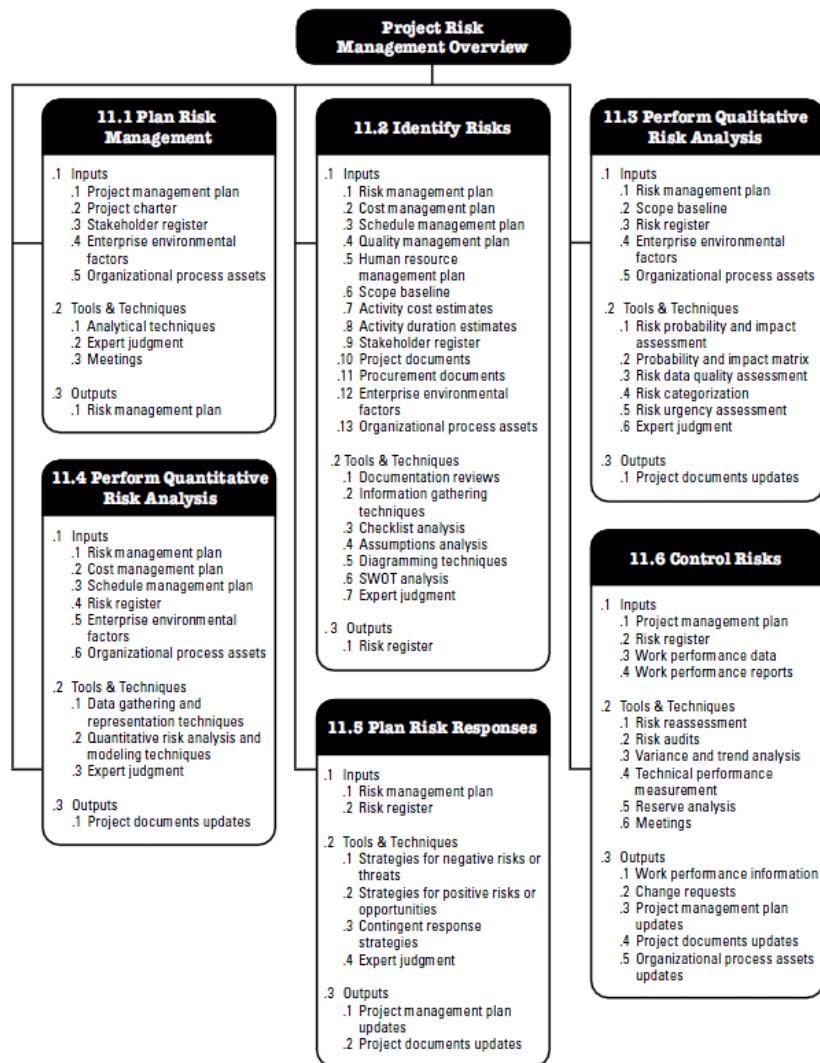 Project Risk
Management Overview
11.1 Plan Risk
Management
.1 Inputs
.1 Project management plan
.2 Project charter
.3 Stakeholder register
.4 Enterprise environmental
factors
.5 Organizational process assets
.2 Tools & Techniques
.1 Analytical techniques
.2 Expert judgment
.3 Meetings
.3 Outputs
.1 Risk management plan
11.2 Identify Risks
.1 Inputs
.1 Risk management plan
.2 Cost management plan
.3 Schedule management plan
.4 Quality management plan
.5 Human resource
management plan
.6 Scope baseline
.7 Activity cost estimates
.8 Activity duration estimates
.9 Stakeholder register
.10 Project documents
.11 Procurement documents
.12 Enterprise environmental
factors
.13 Organizational process assets
.2 Tools & Techniques
.1 Documentation reviews
.2 Information gathering
techniques
.3 Checklist analysis
.4 Assumptions analysis
.5 Diagramming techniques
.6 SWOT analysis
.7 Expert judgment
.3 Outputs
.1 Risk register
11.3 Perform Qualitative
Risk Analysis
.1 Inputs
.1 Risk management plan
.2 Scope baseline
.3 Risk register
.4 Enterprise environmental
factors
.5 Organizational process assets
.2 Tools & Techniques
.1 Risk probability and impact
assessment
.2 Probability and impact matrix
.3 Risk data quality assessment
.4 Risk categorization
.5 Risk urgency assessment
.6 Expert judgment
.3 Outputs
.1 Project documents updates
11.4 Perform Quantitative
Risk Analysis
.1 Inputs
.1 Risk management plan
.2 Cost management plan
.3 Schedule management plan
.4 Risk register
.5 Enterprise environmental
factors
.6 Organizational process assets
.2 Tools & Techniques
.1 Data gathering and
representation techniques
.2 Quantitative risk analysis and
modeling techniques
.3 Expert judgment
.3 Outputs
.1 Project documents updates
11.5 Plan Risk Responses
.1 Inputs
.1 Risk management plan
.2 Risk register
.2 Tools & Techniques
.1 Strategies for negative risks or
threats
.2 Strategies for positive risks or
opportunities
.3 Contingent response
strategies
.4 Expert judgment
.3 Outputs
.1 Project management plan
updates
.2 Project documents updates
11.6 Control Risks
.1 Inputs
.1 Project management plan
.2 Risk register
.3 Work performance data
.4 Work performance reports
.2 Tools & Techniques
.1 Risk reassessment
.2 Risk audits
.3 Variance and trend analysis
.4 Technical performance
measurement
.5 Reserve analysis
.6 Meetings
.3 Outputs
.1 Work performance information
.2 Change requests
.3 Project management plan
updates
.4 Project documents updates
.5 Organizational process assets
updates